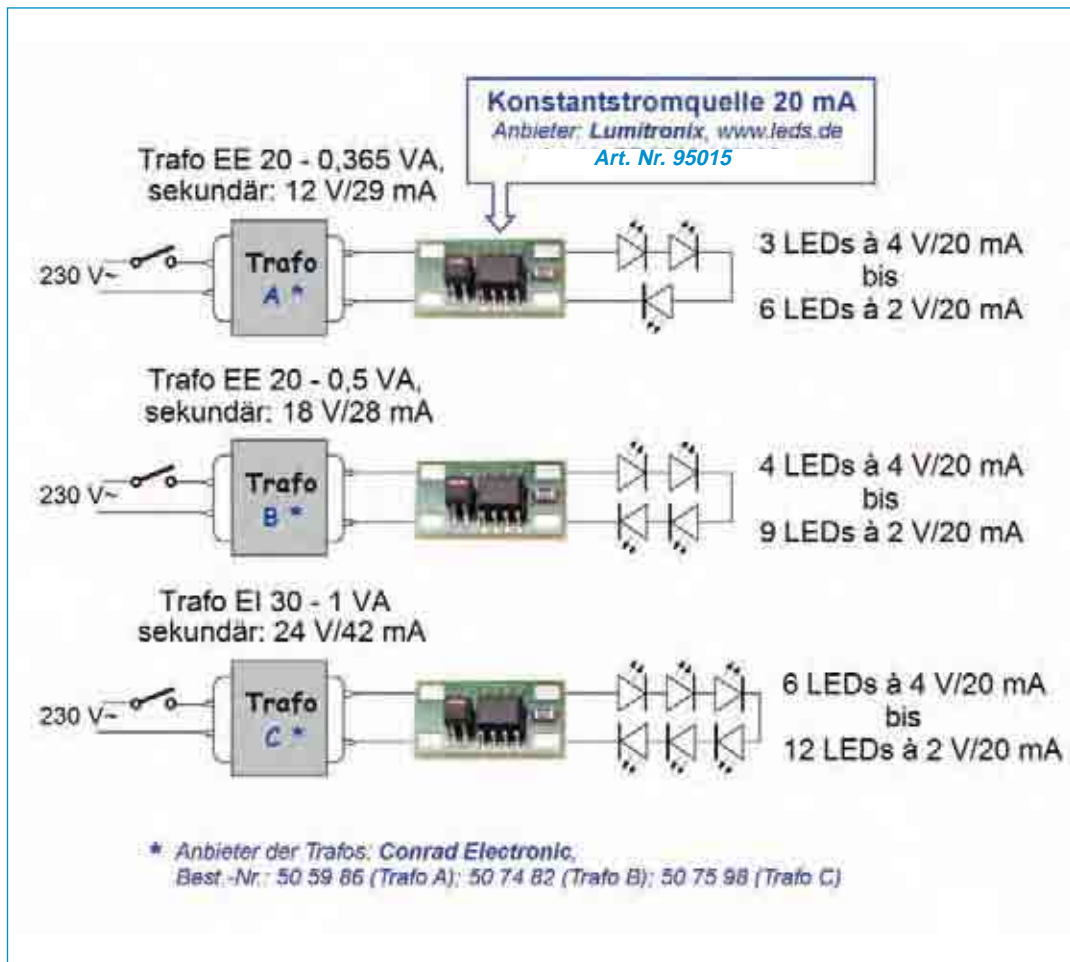 Konstantstromquelle 20 mA
Anbieter: Lumitronix, www.leds.de
Art. Nr. 95015
Trafo EE 20 - 0,365 VA,
sekundär: 12 V/29 mA
230 V~
Trafo
A *
3 LEDs à 4 V/20 mA
bis
6 LEDs à 2 V/20 mA
Trafo EE 20 - 0,5 VA,
sekundär: 18 V/28 mA
230 V~
Trafo
B *
4 LEDs à 4 V/20 mA
bis
9 LEDs à 2 V/20 mA
Trafo EI 30 - 1 VA
sekundär: 24 V/42 mA
230 V~
Trafo
C *
6 LEDs à 4 V/20 mA
bis
12 LEDs à 2 V/20 mA
* Anbieter der Trafos: Conrad Electronic,
Best.-Nr.: 50 59 86 (Trafo A); 50 74 82 (Trafo B); 50 75 98 (Trafo C)